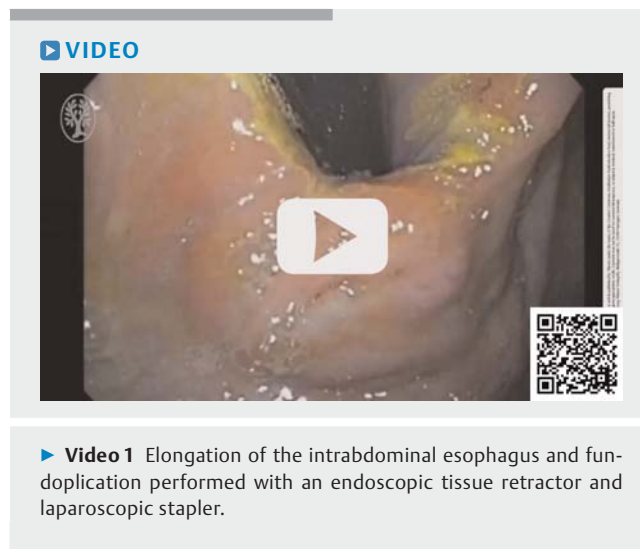 VIDEO
► Video 1 Elongation of the intrabdominal esophagus and fun-
doplication performed with an endoscopic tissue retractor and
laparoscopic stapler.